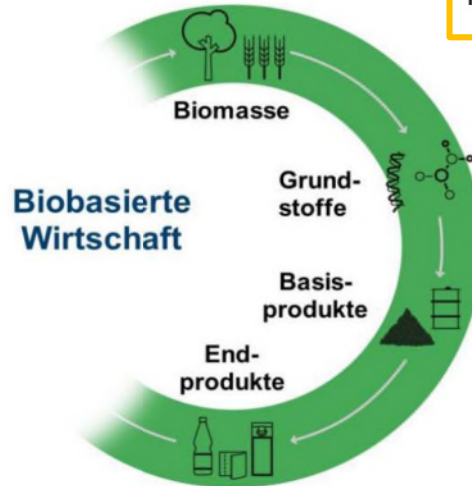 Biomasse
Grund-
stoffe
Biobasierte
Wirtschaft
Basis-
produkte
End-
produkte